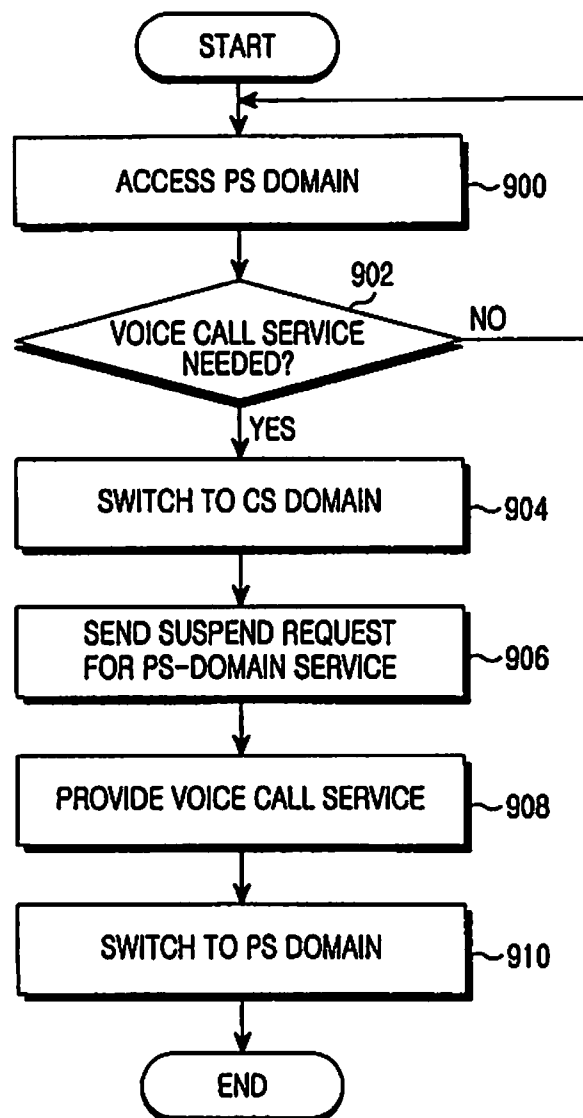 START
ACCESS PS DOMAIN
900
902
VOICE CALL SERVICE
NEEDED?
NO
YES
SWITCH TO CS DOMAIN
904
SEND SUSPEND REQUEST
FOR PS-DOMAIN SERVICE
906
PROVIDE VOICE CALL SERVICE
908
SWITCH TO PS DOMAIN
910
END